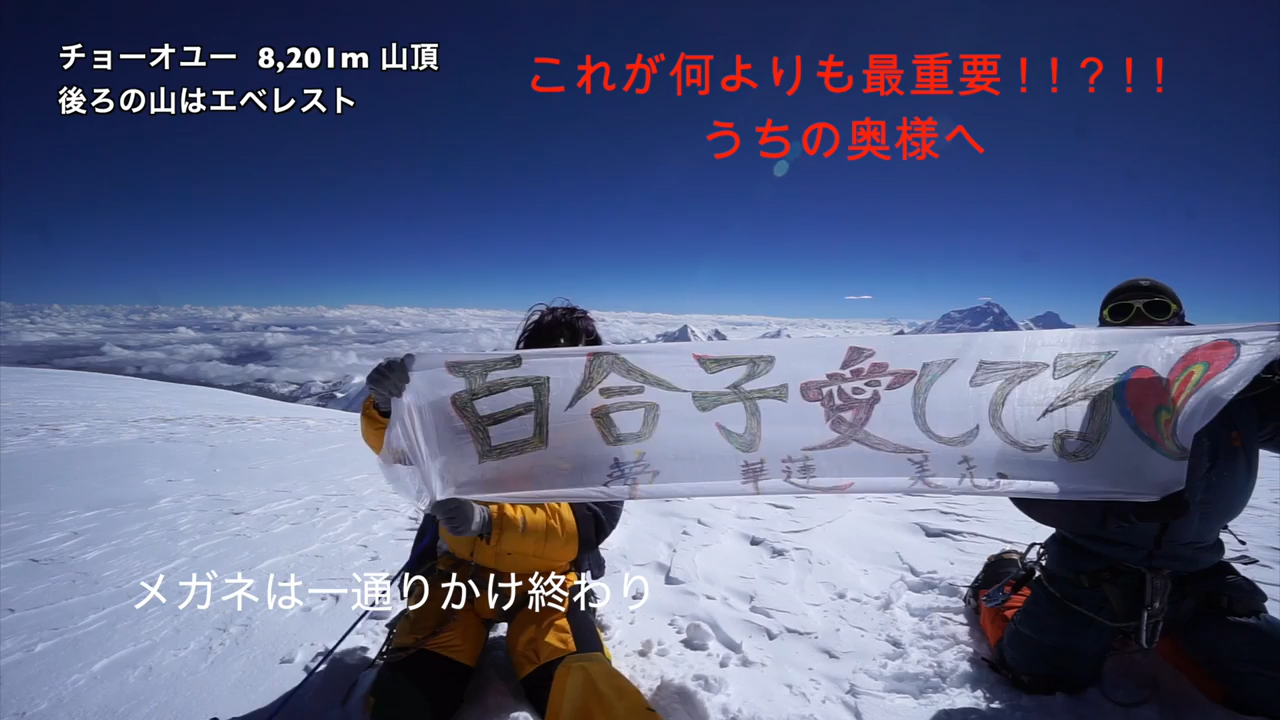 チョーオユー 8,201m 山頂
後ろの山はエベレスト
これが何よりも最重要!!?!!
うちの奥様へ
百合子愛してる
夢 華蓮 美志
メガネは一通りかけ終わり